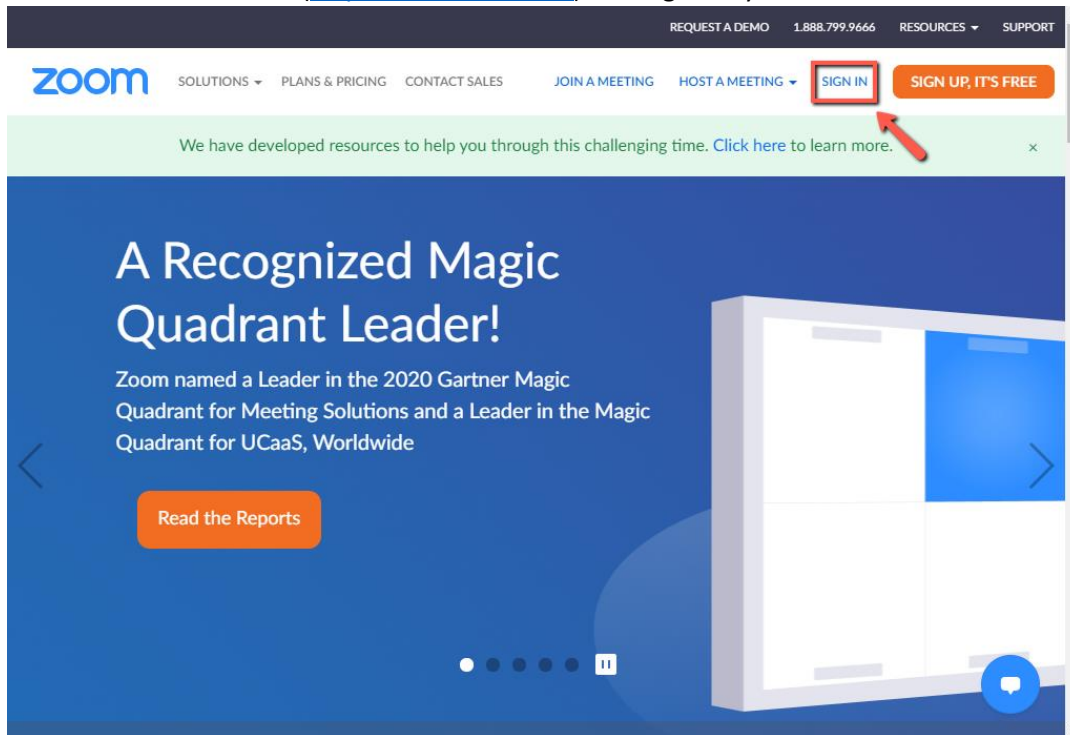 REQUEST A DEMO 1.888.799.9666 RESOURCES SUPPORT
zoom SOLUTIONS PLANS & PRICING CONTACT SALES JOIN A MEETING HOST A MEETING SIGN IN SIGN UP, IT'S FREE
We have developed resources to help you through this challenging time. Click here to learn more. ×
A Recognized Magic
Quadrant Leader!
Zoom named a Leader in the 2020 Gartner Magic
Quadrant for Meeting Solutions and a Leader in the Magic
Quadrant for UCaaS, Worldwide
Read the Reports